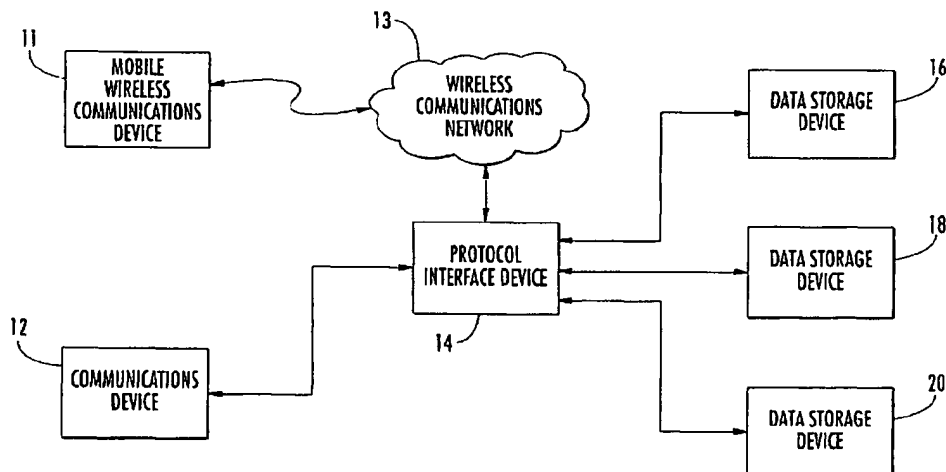 11
MOBILE
WIRELESS
COMMUNICATIONS
DEVICE
13
WIRELESS
COMMUNICATIONS
NETWORK
16
DATA STORAGE
DEVICE
PROTOCOL
INTERFACE DEVICE
14
18
DATA STORAGE
DEVICE
12
COMMUNICATIONS
DEVICE
20
DATA STORAGE
DEVICE